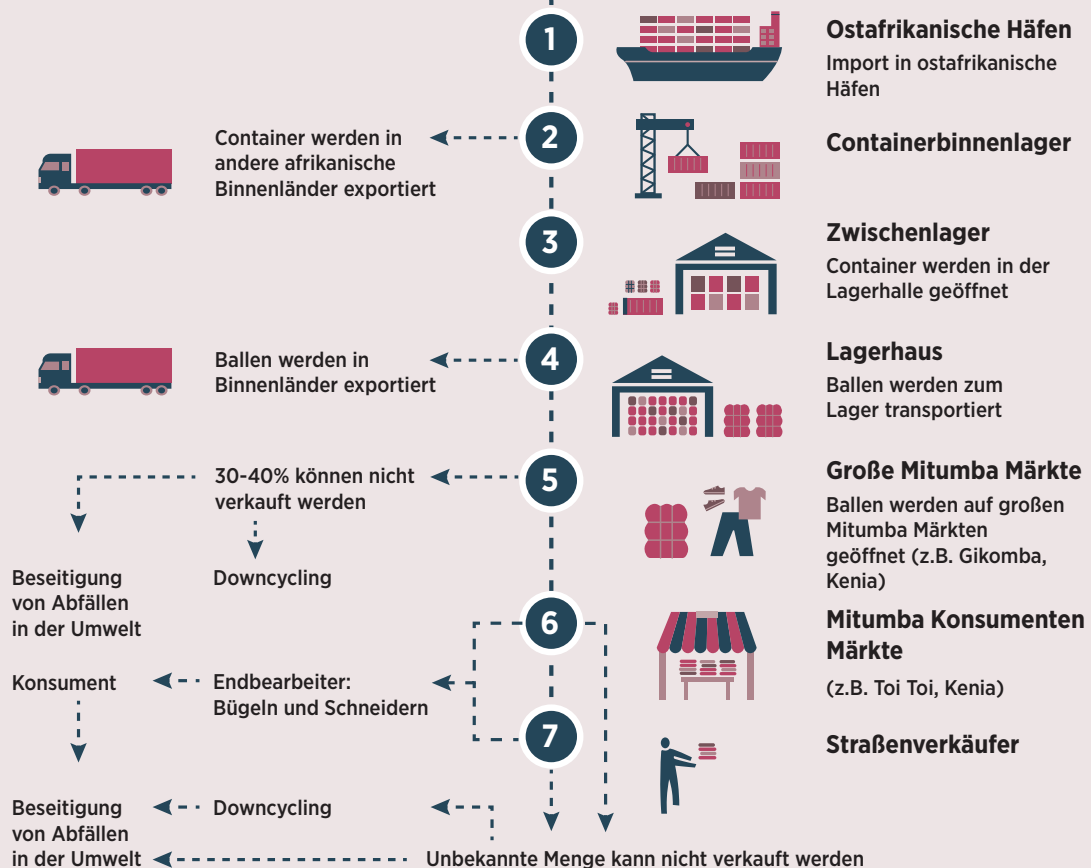 1
Ostafrikanische Häfen
Import in ostafrikanische
Häfen
2
Container werden in
andere afrikanische
Binnenländer exportiert
Containerbinnenlager
3
Zwischenlager
Container werden in der
Lagerhalle geöffnet
4
Ballen werden in
Binnenländer exportiert
Lagerhaus
Ballen werden zum
Lager transportiert
5
30-40% können nicht
verkauft werden
Große Mitumba Märkte
Ballen werden auf großen
Mitumba Märkten
geöffnet (z.B. Gikomba,
Kenia)
Beseitigung
von Abfällen
in der Umwelt
Downcycling
6
Mitumba Konsumenten
Märkte
(z.B. Toi Toi, Kenia)
Konsument
Endbearbeiter:
Bügeln und Schneidern
7
Straßenverkäufer
Beseitigung
von Abfällen
in der Umwelt
Downcycling
Unbekannte Menge kann nicht verkauft werden